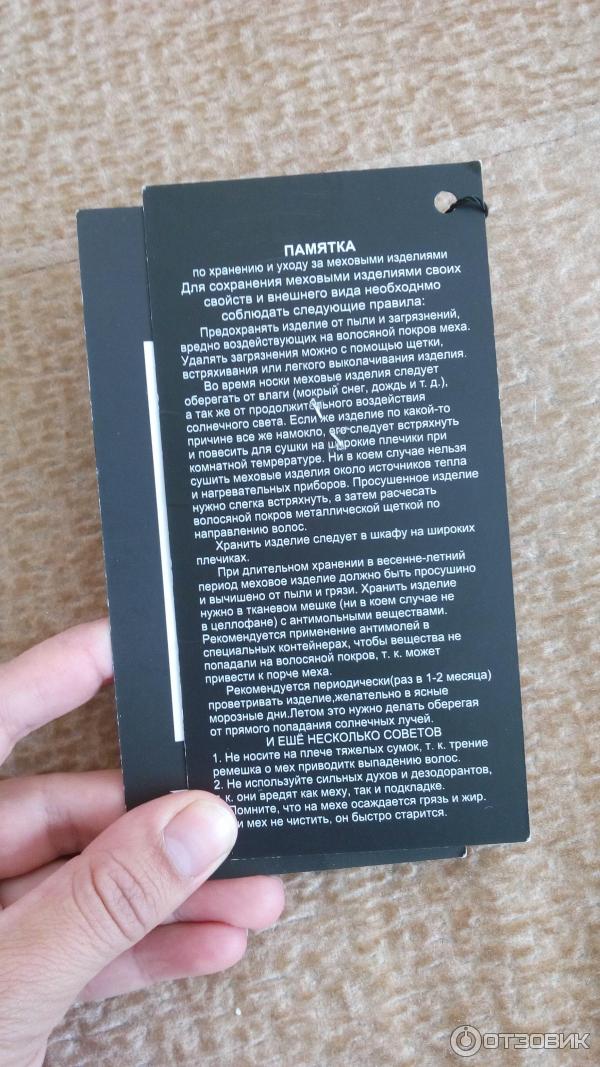 ПАМЯТКА
по хранению и уходу за меховыми изделиями
Для сохранения меховыми изделиями своих
свойств и внешнего вида необходнмо
соблюдать следующие правила:
Предохранять изделие от пыли и загрязнений,
вредно воздействующих на волосяной покров меха.
Удалять загрязнения можно с помощью щетки,
встряхивания или легкого выколачивания изделия.
Во время носки меховые изделия следует
оберегать от влаги (мокрый снег, дождь и т. д.),
а так же от продолжительного воздействия
солнечного света. Если же изделие по какой-то
причине все же намокло, его следует встряхнуть
и повесить для сушки на широкие плечики при
комнатной темрературе. Ни в коем случае нельзя
сушить меховые изделия около источников тепла
и нагревательных приборов. Просушенное изделие
нужно слегка встряхнуть, а затем расчесать
волосяной покров металлической щеткой по
направлению волос.
Хранить изделие следует в шкафу на широких
плечиках.
При длительном хранении в весенне-летний
период меховое изделие должно быть просушино
и вычишено от пыли и грязи. Хранить изделие
нужно в тканевом мешке (ни в коем случае не
в целлофане) с антимольными веществами.
Рекомендуется применение антимолей в
специальных контейнерах, чтобы вещества не
попадали на волосяной покров, т. к. может
привести к порче меха.
Рекомендуется периодически(раз в 1-2 месяца)
проветривать изделие,желательно в ясные
морозные дни.Летом это нужно делать оберегая
от прямого попадания солнечных лучей.
И ЕЩЁ НЕСКОЛЬКО СОВЕТОВ
1. Не носите на плече тяжелых сумок, т. к. трение
ремешка о мех приводитк выпадению волос.
2. Не используйте сильных духов и дезодорантов,
к. они вредят как меху, так и подкладке.
Помните, что на мехе осаждается грязь и жир.
и мех не чистить, он быстро старится.
ОТЗОВИК